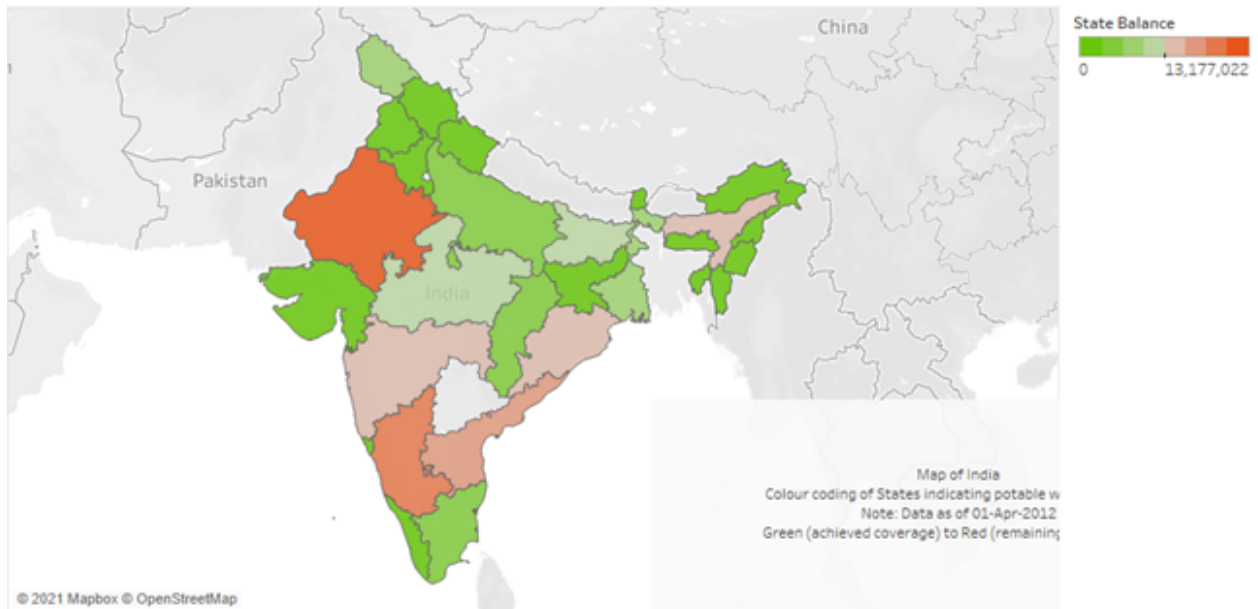 China
Pakistan
India
State Balance
0
13,177,022
Map of India
Colour coding of States indicating potable w
Note: Data as of 01-Apr-2012
Green (achieved coverage) to Red (remaining
© 2021 Mapbox © OpenStreetMap